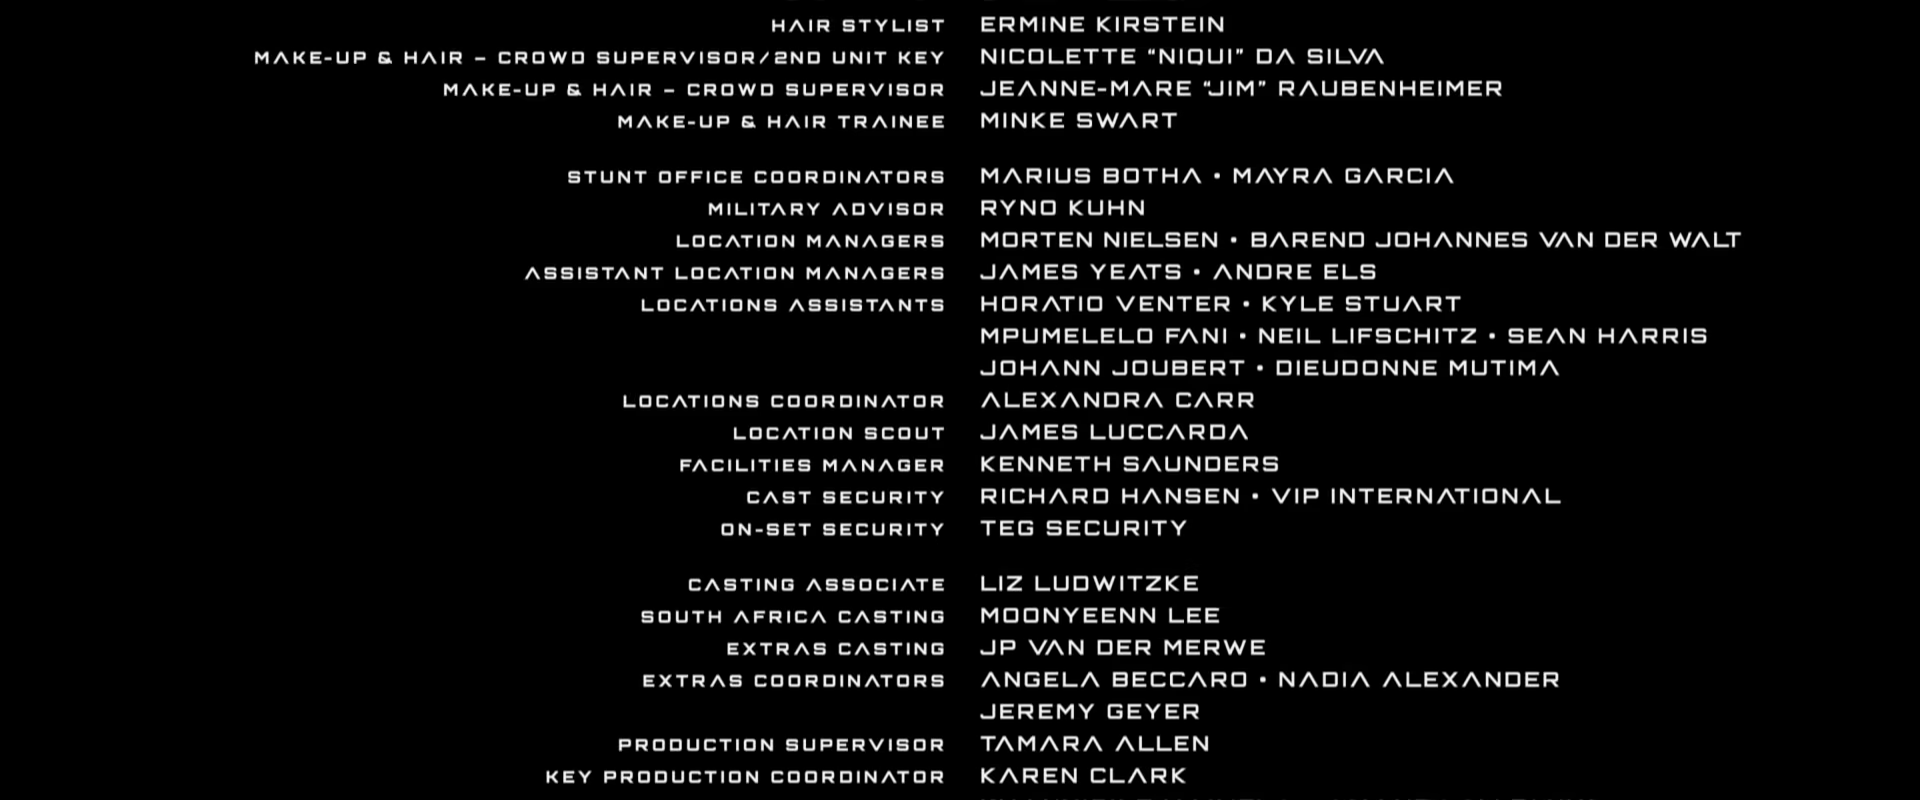 HAIR STYLIST ERMINE KIRSTEIN
MAKE-UP & HAIR – CROWD SUPERVISOR/2ND UNIT KEY NICOLETTE “NIQUI” DA SILVA
MAKE-UP & HAIR – CROWD SUPERVISOR JEANNE-MARE “JIM” RAUBENHEIMER
MAKE-UP & HAIR TRAINEE MINKE SWART
STUNT OFFICE COORDINATORS MARIUS BOTHA • MAYRA GARCIA
MILITARY ADVISOR RYNO KUHN
LOCATION MANAGERS MORTEN NIELSEN • BAREND JOHANNES VAN DER WALT
ASSISTANT LOCATION MANAGERS JAMES YEATS • ANDRE ELS
LOCATIONS ASSISTANTS HORATIO VENTER • KYLE STUART
MPUMELELO FANI • NEIL LIFSCHITZ • SEAN HARRIS
JOHANN JOUBERT • DIEUDONNE MUTIMA
LOCATIONS COORDINATOR ALEXANDRA CARR
LOCATION SCOUT JAMES LUCCARDA
FACILITIES MANAGER KENNETH SAUNDERS
CAST SECURITY RICHARD HANSEN • VIP INTERNATIONAL
ON-SET SECURITY TEG SECURITY
CASTING ASSOCIATE LIZ LUDWITZKE
SOUTH AFRICA CASTING MOONYEENN LEE
EXTRAS CASTING JP VAN DER MERWE
EXTRAS COORDINATORS ANGELA BECCARO • NADIA ALEXANDER
JEREMY GEYER
PRODUCTION SUPERVISOR TAMARA ALLEN
KEY PRODUCTION COORDINATOR KAREN CLARK